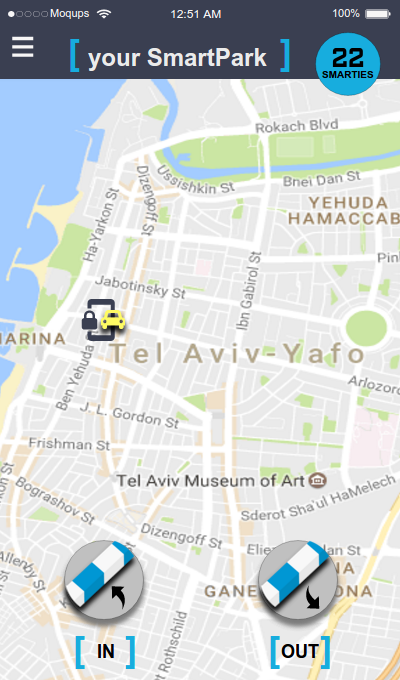 Moqups
12:51 AM
100%
[ your SmartPark ]
22
SMARTIES
Rokach Blvd
Ussishkin St
Bnei Dan St
Dizengoff St
YEHUDA
HAMACCAB
Ha-Yarkon St
Ibn Gabirol St
Pin
Jabotinsky St
MARINA
Tel Aviv-Yafo
Ben Yehuda
Arlozoro
J. L. Gordon St
Frishman St
Tel Aviv Museum of Art
Bograshov St
Sderot Sha'ul HaMelech
Dizengoff St
Allenby St
GANE
ONA
[ IN ]
[ OUT ]
t Rothschild